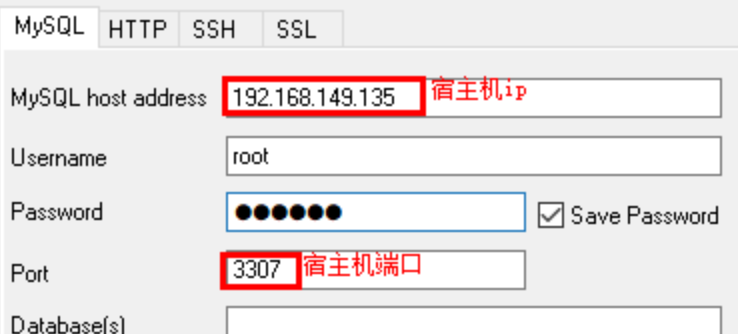 MySQL HTTP SSH SSL
MySQL host address 192.168.149.135 宿主机ip
Username root
Password ●●●●●● Save Password
Port 3307 宿主机端口
Database(s)